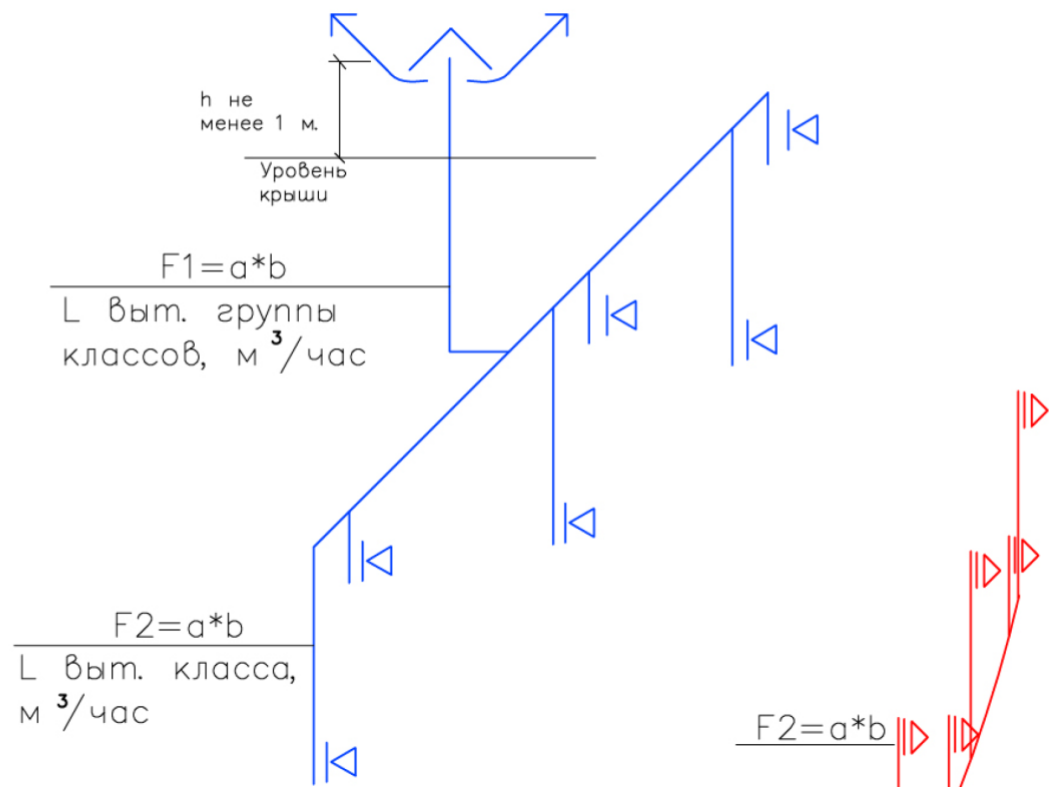 h не
менее 1 м.
Уровень
крыши
F1=a*b
L выт. группы
классов, м³/час
F2=a*b
L выт. класса,
м³/час
F2=a*b